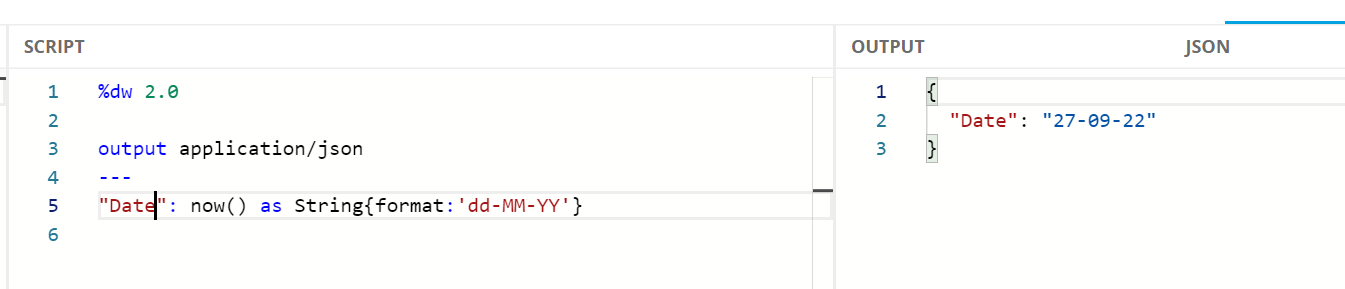 SCRIPT
1 %dw 2.0
2
3 output application/json
4 ---
5 "Date": now() as String{format:'dd-MM-YY'}
6
OUTPUT JSON
1 {
2 "Date": "27-09-22"
3 }